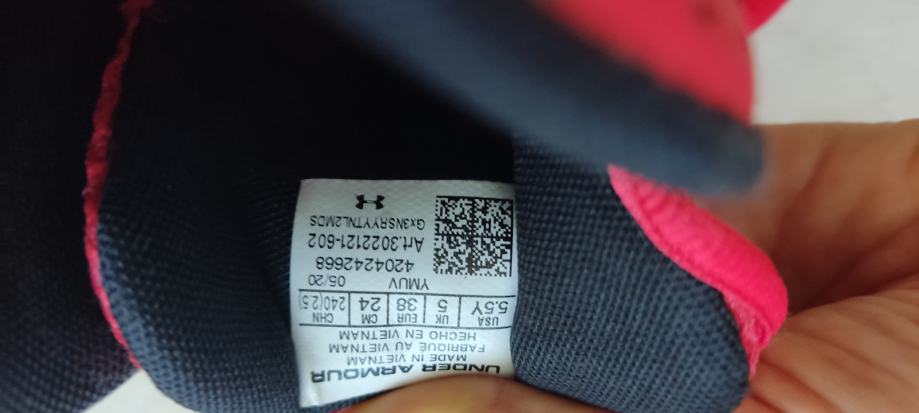 UNDER ARMOUR
MADE IN VIETNAM
FABRIQUE AU VIETNAM
HECHO EN VIETNAM
USA UK EUR CM CHN
5.5Y 5 38 24 240(2.5)
YMUV 05/20
4204242668
Art.3022121-602
Gx3NSRYYTNL2MDS